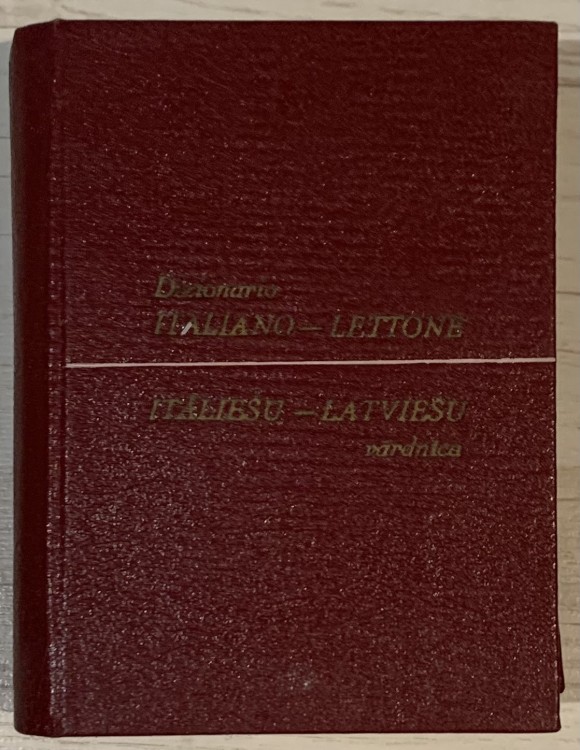 Dizionario
ITALIANO – LETTONE
ITĀLIEŠU – LATVIEŠU
vārdnīca